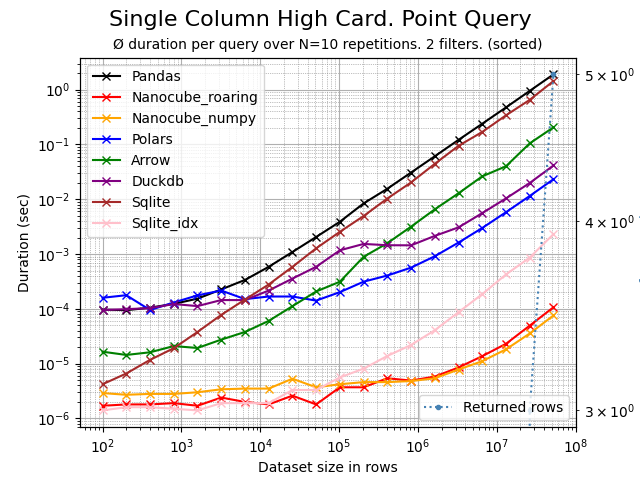 Single Column High Card. Point Query
Ø duration per query over N=10 repetitions. 2 filters. (sorted)
Pandas
Nanocube_roaring
Nanocube_numpy
Polars
Arrow
Duckdb
Sqlite
Sqlite_idx
Returned rows
Duration (sec)
10⁰
10⁻¹
10⁻²
10⁻³
10⁻⁴
10⁻⁵
10⁻⁶
5 × 10⁰
4 × 10⁰
3 × 10⁰
10² 10³ 10⁴ 10⁵ 10⁶ 10⁷ 10⁸
Dataset size in rows